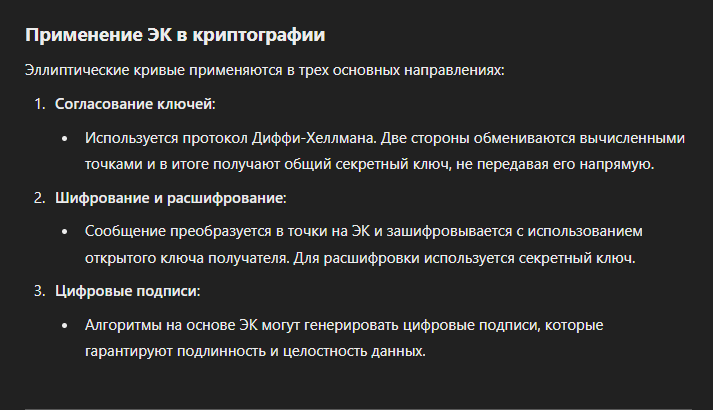 Применение ЭК в криптографии
Эллиптические кривые применяются в трех основных направлениях:
1. Согласование ключей:
• Используется протокол Диффи-Хеллмана. Две стороны обмениваются вычисленными
точками и в итоге получают общий секретный ключ, не передавая его напрямую.
2. Шифрование и расшифрование:
• Сообщение преобразуется в точки на ЭК и зашифровывается с использованием
открытого ключа получателя. Для расшифровки используется секретный ключ.
3. Цифровые подписи:
• Алгоритмы на основе ЭК могут генерировать цифровые подписи, которые
гарантируют подлинность и целостность данных.